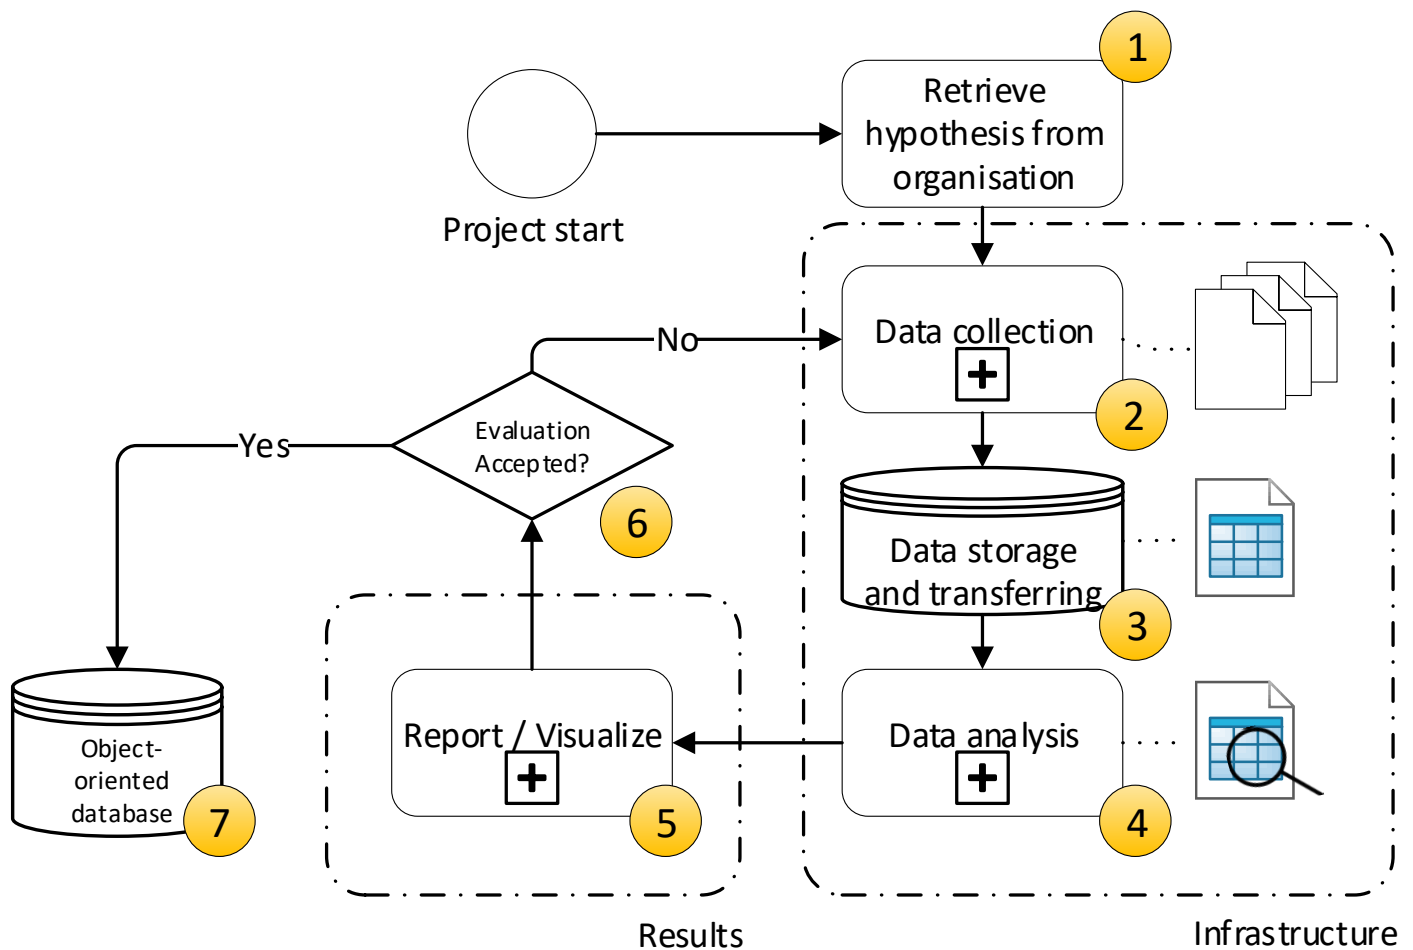 1
Retrieve
hypothesis from
organisation
Project start
Data collection
2
No
Yes
Evaluation
Accepted?
6
Data storage
and transferring
3
Report / Visualize
5
Data analysis
4
Object-
oriented
database
7
Results
Infrastructure